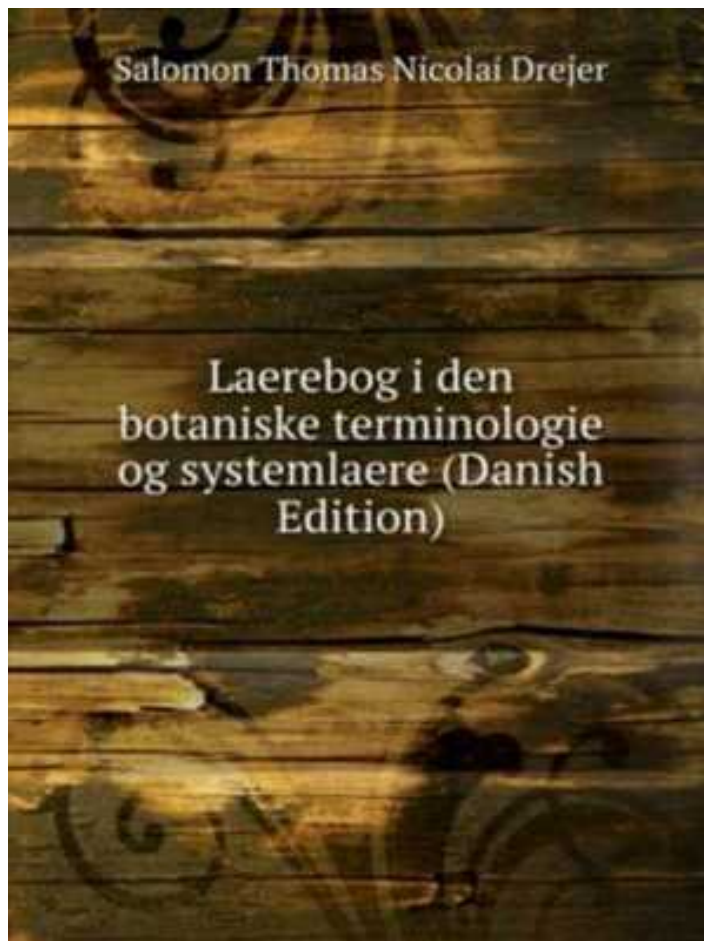 Salomon Thomas Nicolai Drejer
Laerebog i den
botaniske terminologie
og systemlaere (Danish
Edition)